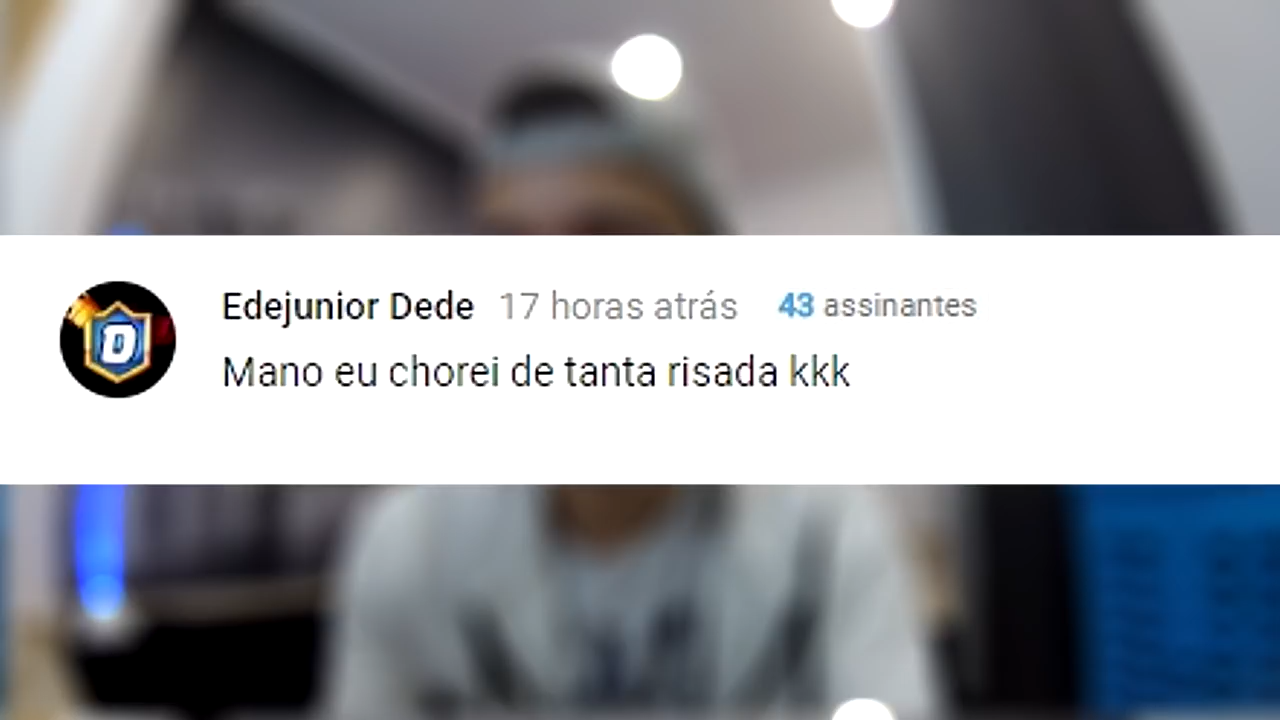 Edejunior Dede 17 horas atrás 43 assinantes
Mano eu chorei de tanta risada kkk
D